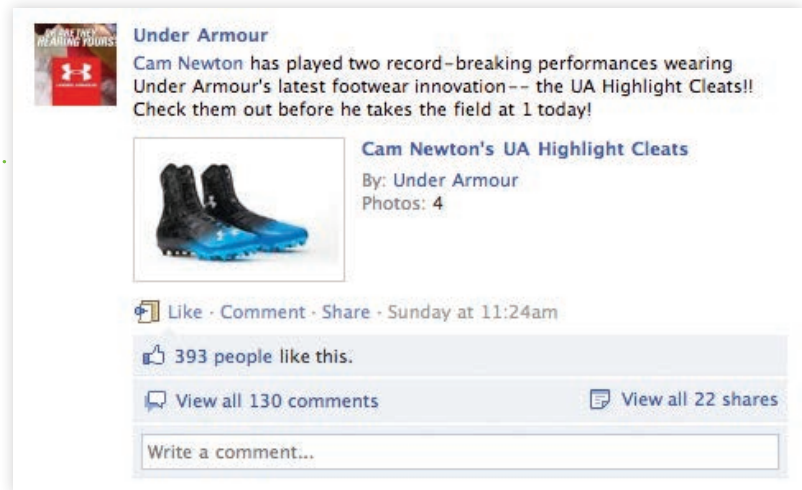 Under Armour
Cam Newton has played two record-breaking performances wearing
Under Armour's latest footwear innovation-- the UA Highlight Cleats!!
Check them out before he takes the field at 1 today!
Cam Newton's UA Highlight Cleats
By: Under Armour
Photos: 4
Like · Comment · Share · Sunday at 11:24am
393 people like this.
View all 130 comments
View all 22 shares
Write a comment...